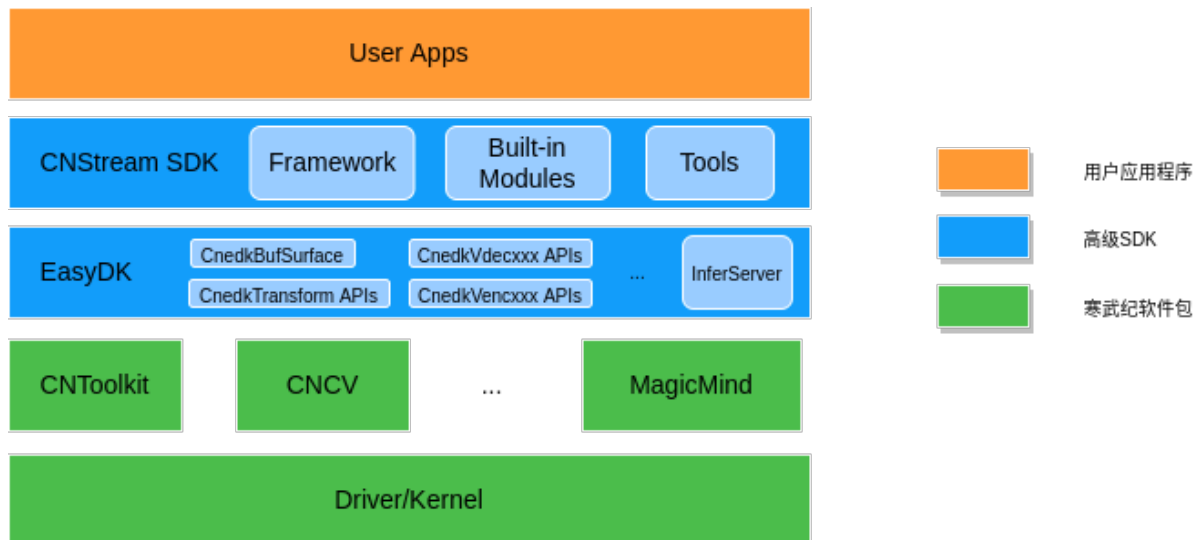 User Apps
CNStream SDK
Framework
Built-in
Modules
Tools
EasyDK
CnedkBufSurface
CnedkVdecxxx APIs
CnedkTransform APIs
CnedkVencxxx APIs
...
InferServer
CNToolkit
CNCV
...
MagicMind
Driver/Kernel
用户应用程序
高级SDK
寒武纪软件包